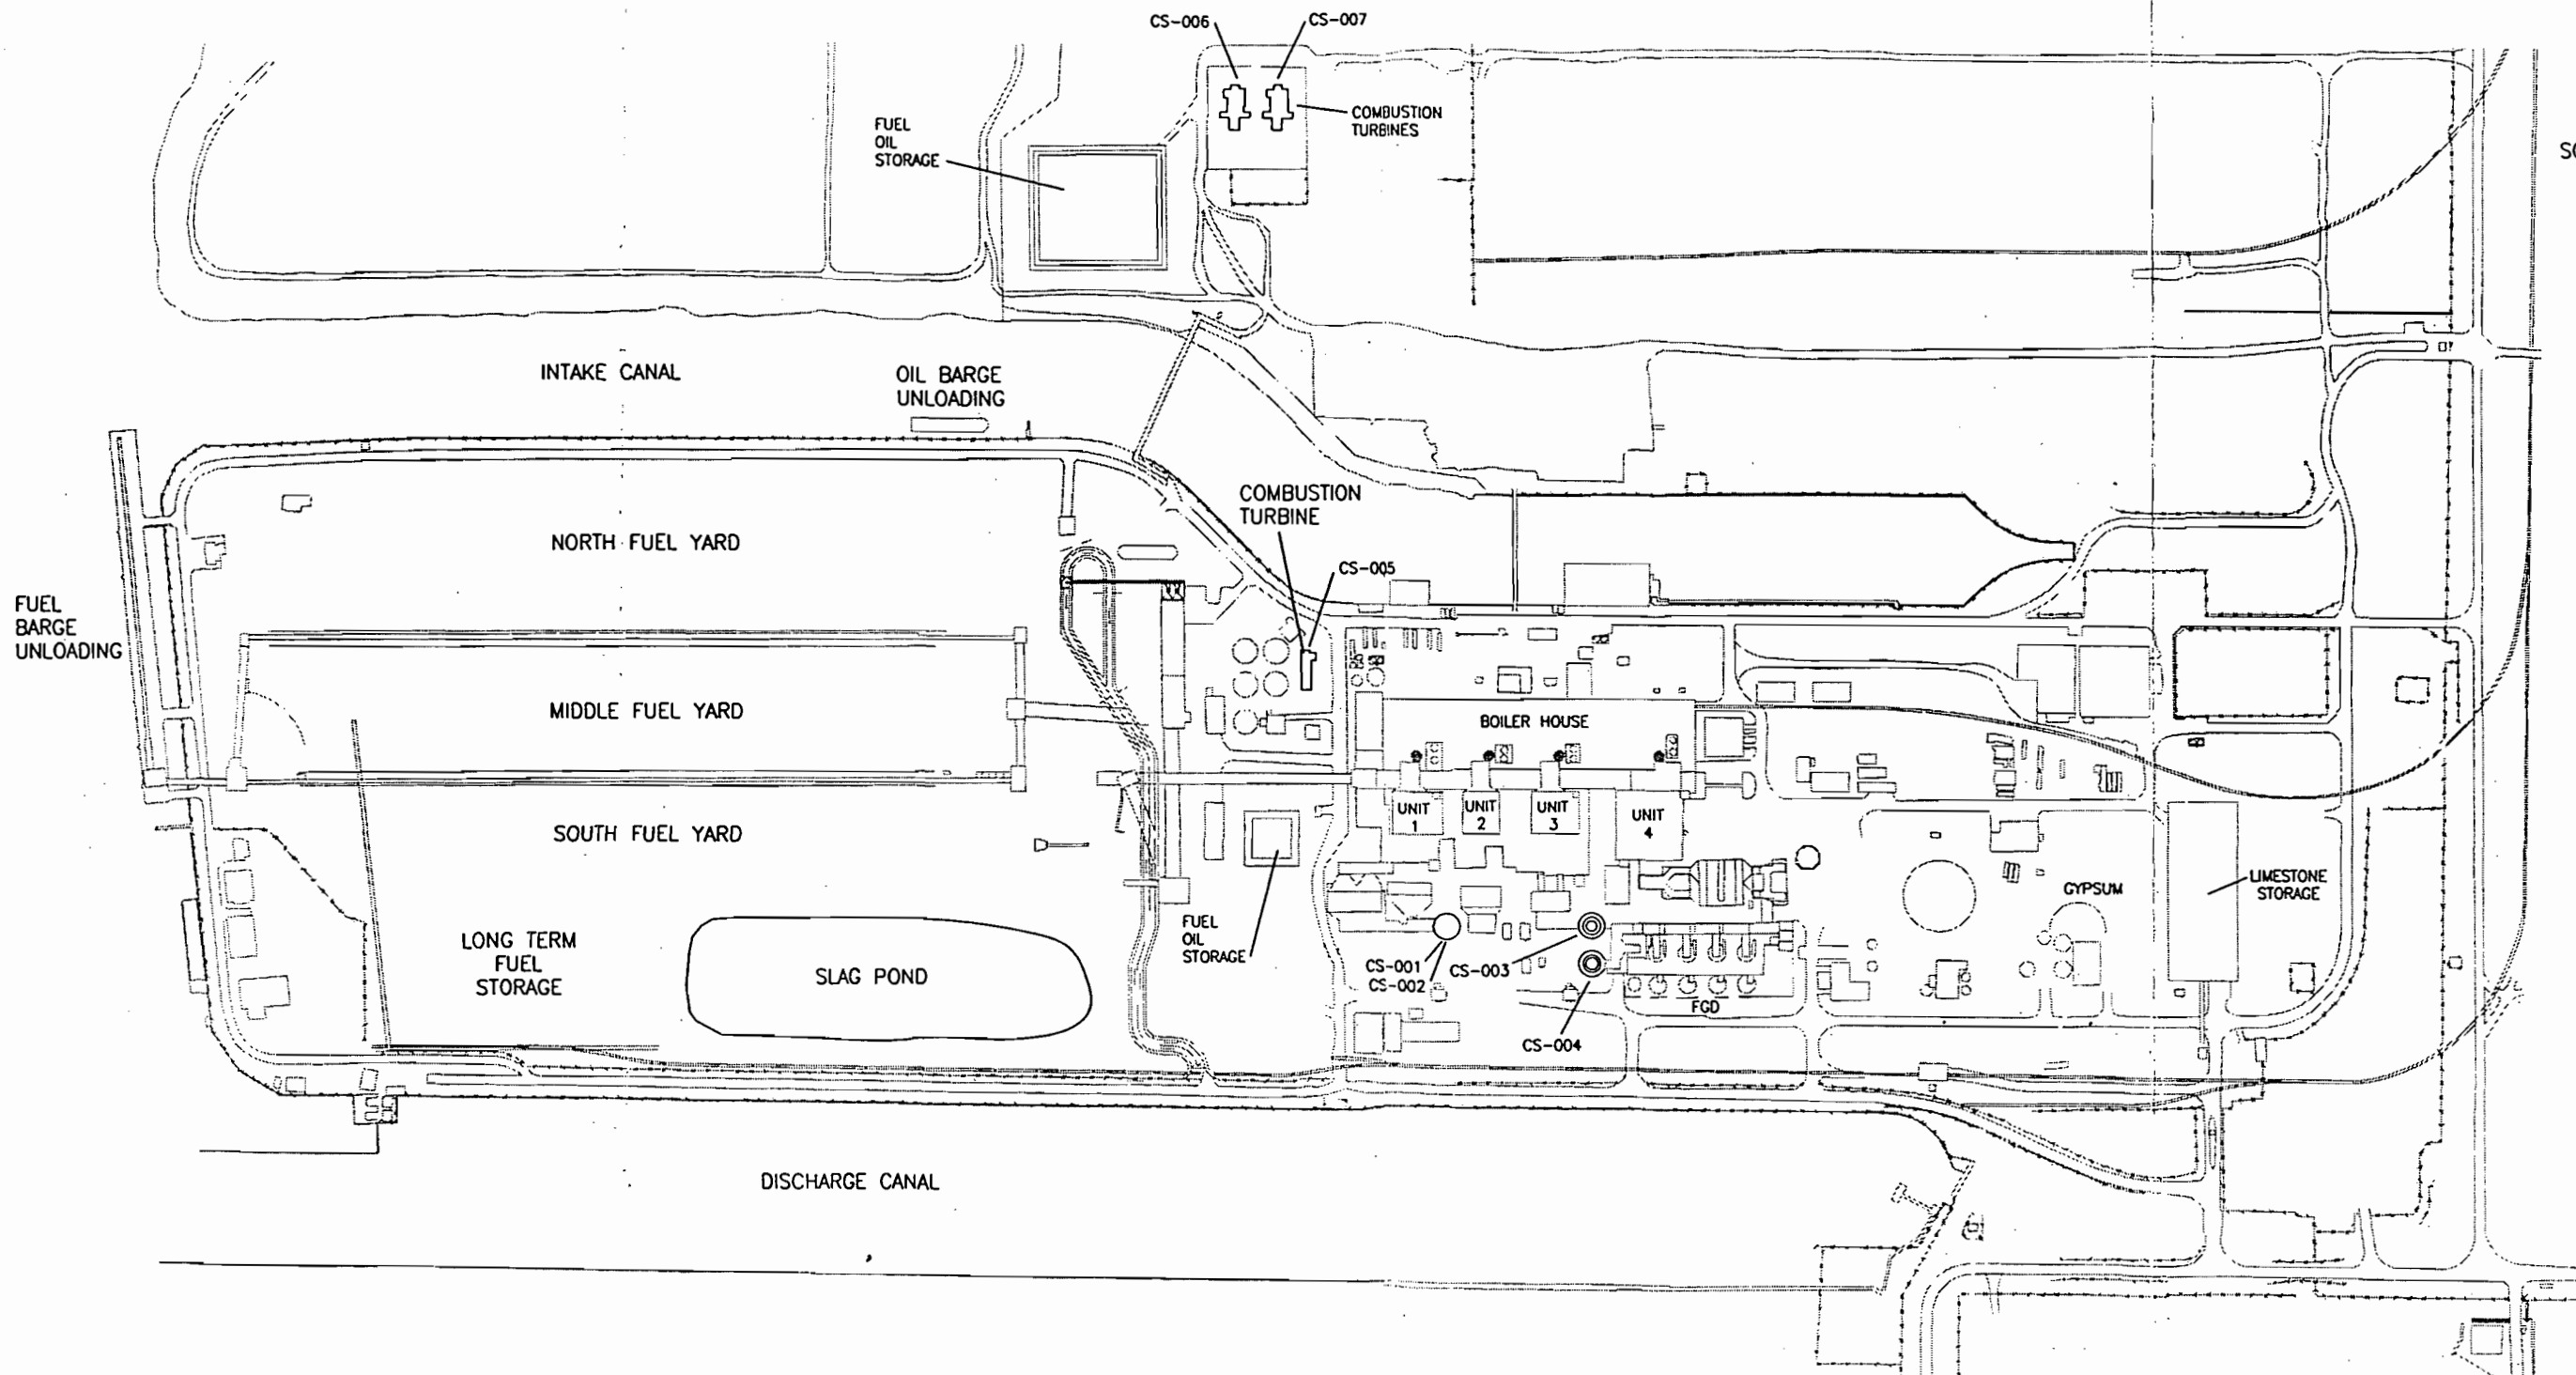 CS-006
CS-007
COMBUSTION
TURBINES
FUEL
OIL
STORAGE
INTAKE CANAL
OIL BARGE
UNLOADING
COMBUSTION
TURBINE
CS-005
NORTH FUEL YARD
FUEL
BARGE
UNLOADING
MIDDLE FUEL YARD
BOILER HOUSE
UNIT
1
UNIT
2
UNIT
3
UNIT
4
SOUTH FUEL YARD
LIMESTONE
STORAGE
GYPSUM
LONG TERM
FUEL
STORAGE
SLAG POND
FUEL
OIL
STORAGE
CS-001
CS-002
CS-003
FGD
CS-004
DISCHARGE CANAL